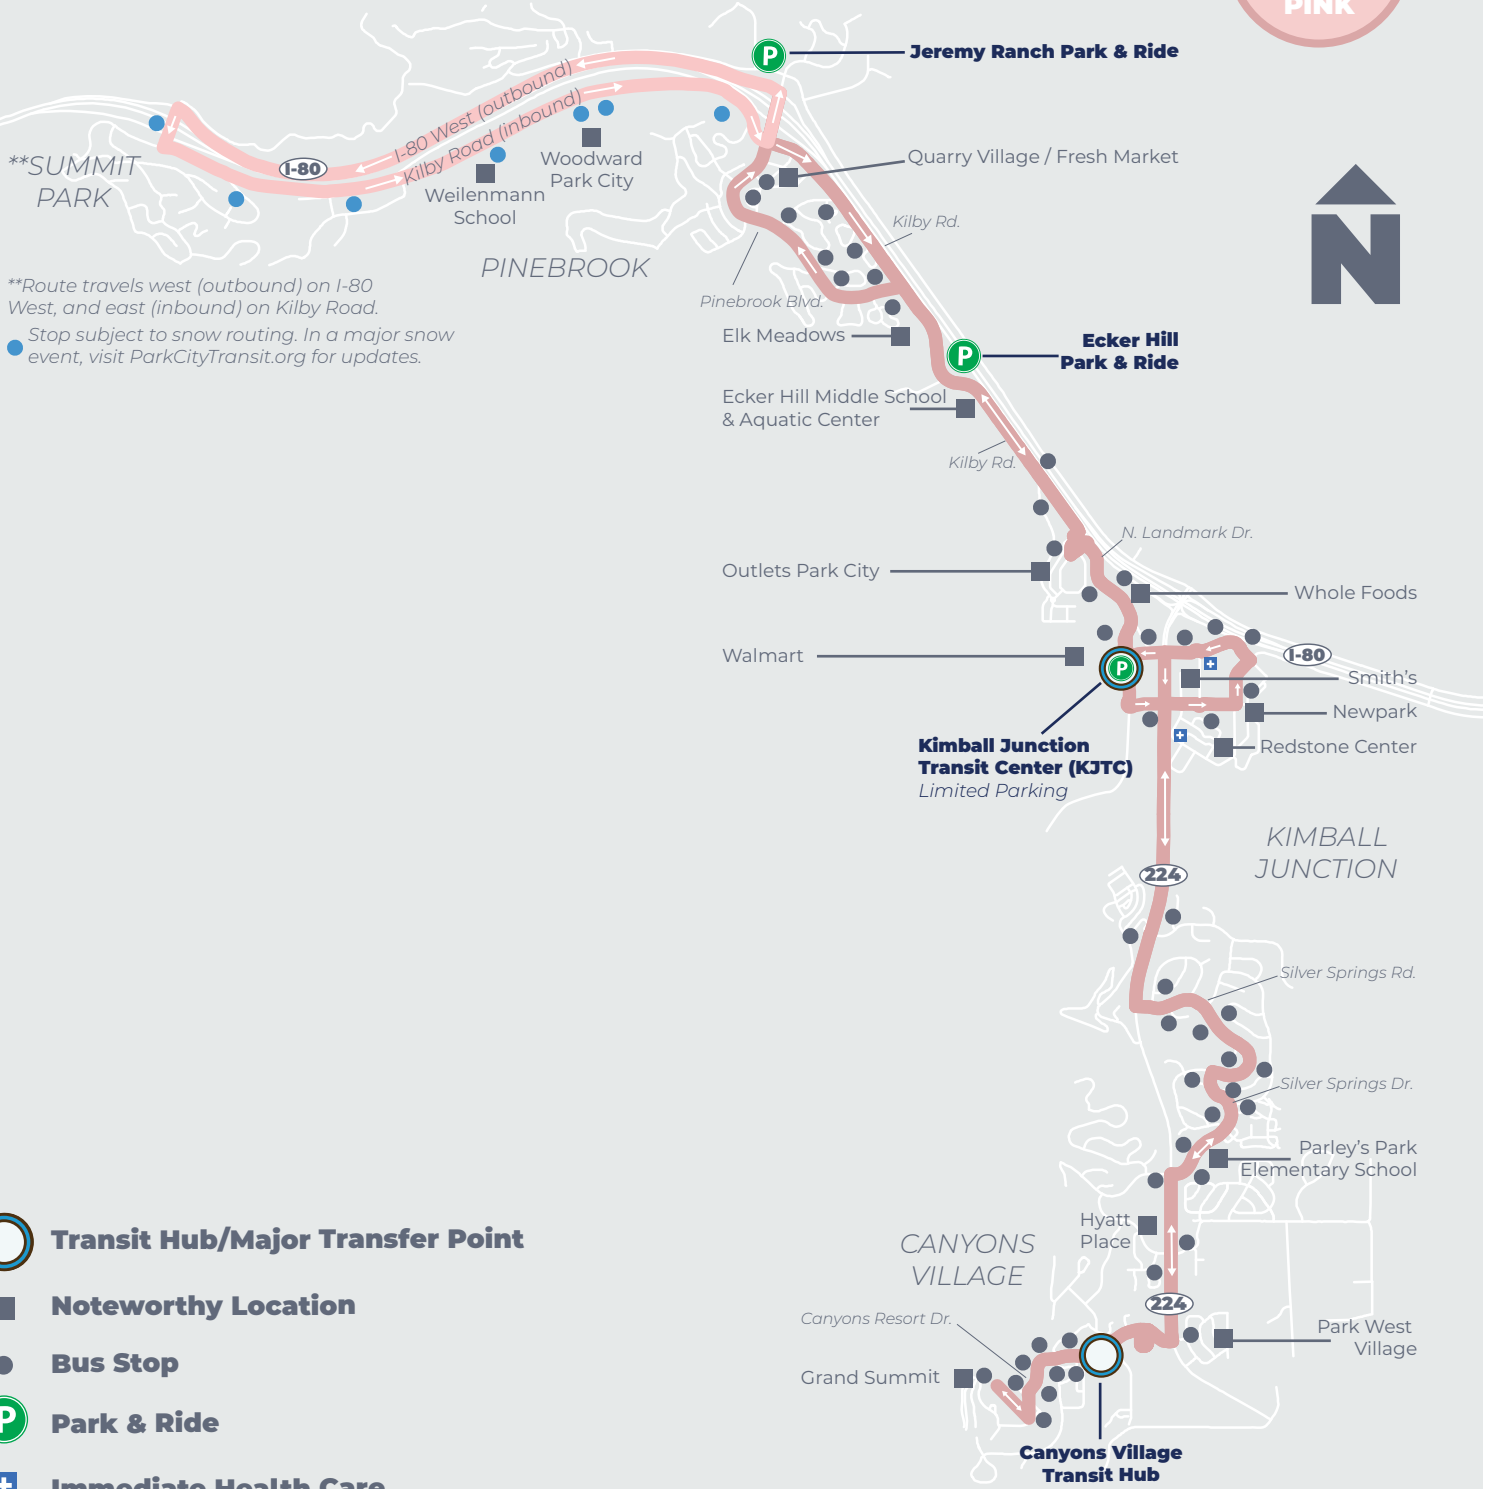 PINK
P
Jeremy Ranch Park & Ride
I-80 West (outbound)
Kilby Road (inbound)
**SUMMIT
PARK
I-80
Woodward
Park City
Weilenmann
School
Quarry Village / Fresh Market
Kilby Rd.
PINEBROOK
Pinebrook Blvd.
N
**Route travels west (outbound) on I-80
West, and east (inbound) on Kilby Road.
Stop subject to snow routing. In a major snow
event, visit ParkCityTransit.org for updates.
Elk Meadows
P
Ecker Hill
Park & Ride
Ecker Hill Middle School
& Aquatic Center
Kilby Rd.
N. Landmark Dr.
Outlets Park City
Whole Foods
Walmart
P
I-80
Smith's
Newpark
Redstone Center
Kimball Junction
Transit Center (KJTC)
Limited Parking
KIMBALL
JUNCTION
224
Silver Springs Rd.
Silver Springs Dr.
Parley's Park
Elementary School
Hyatt
Place
CANYONS
VILLAGE
224
Canyons Resort Dr.
Park West
Village
Grand Summit
Canyons Village
Transit Hub
Transit Hub/Major Transfer Point
Noteworthy Location
Bus Stop
P
Park & Ride
Immediate Health Care